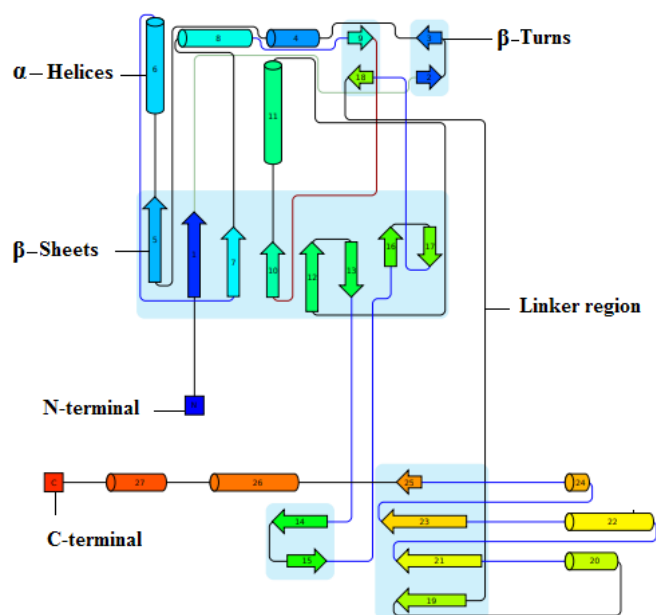 8 4 9 3 β-Turns
6
α – Helices
18 2
11
5 1 7 10 12 13 16 17
β-Sheets
Linker region
N-terminal
C 27 26 25 24
14 23 22
C-terminal
15 21 20
19